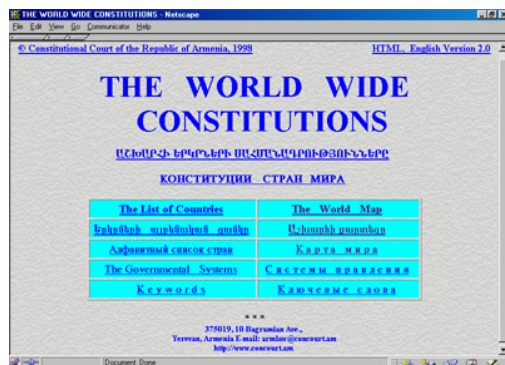 THE WORLD WIDE CONSTITUTIONS - Netscape
File Edit View Go Communicator Help
© Constitutional Court of the Republic of Armenia, 1998 HTML, English Version 2.0
THE WORLD WIDE
CONSTITUTIONS
ԱՇԽԱՐՀԻ ԵՐԿՐՆԵՐԻ ՍԱՀՄԱՆԱԴՐՈՒԹՅՈՒՆՆԵՐԸ
КОНСТИТУЦИИ СТРАН МИРА
The List of Countries The World Map
Երկրների այբբենական ցանկը Աշխարհի քարտեզը
Алфавитный список стран Карта мира
The Governmental Systems Системы правления
Keywords Ключевые слова
* * *
375019, 10 Bagramian Ave.,
Yerevan, Armenia E-mail: armlaw@concourt.am
http://www.concourt.am
Document: Done